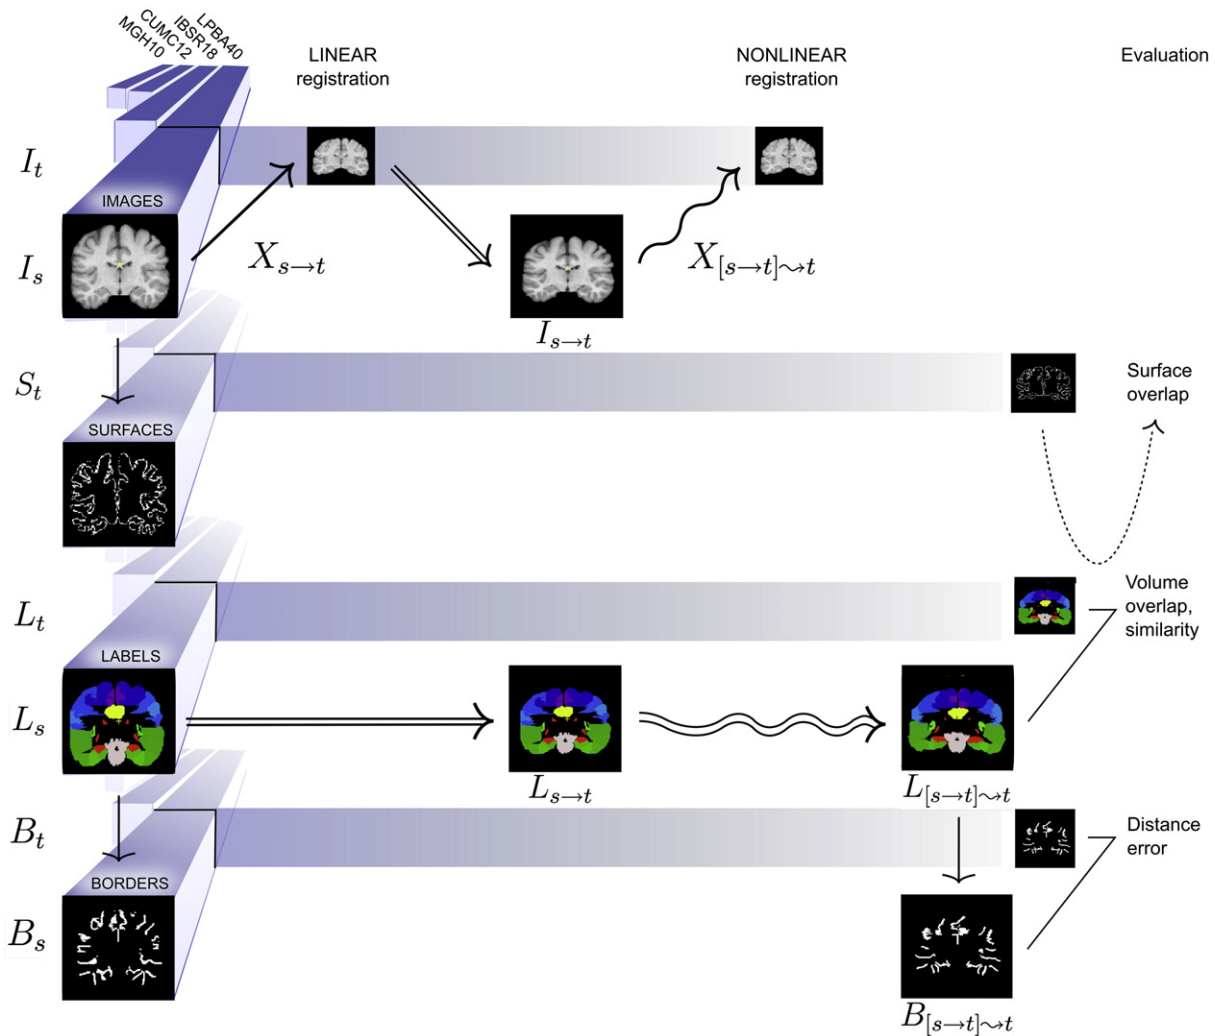 MGH10
CUMC12
IBSR18
LPBA40
LINEAR
registration
NONLINEAR
registration
Evaluation
I_t
IMAGES
I_s
X_{s→t}
X_{[s→t]↝t}
I_{s→t}
S_t
Surface
overlap
SURFACES
L_t
Volume
overlap,
similarity
LABELS
L_s
L_{s→t}
L_{[s→t]↝t}
B_t
Distance
error
BORDERS
B_s
B_{[s→t]↝t}